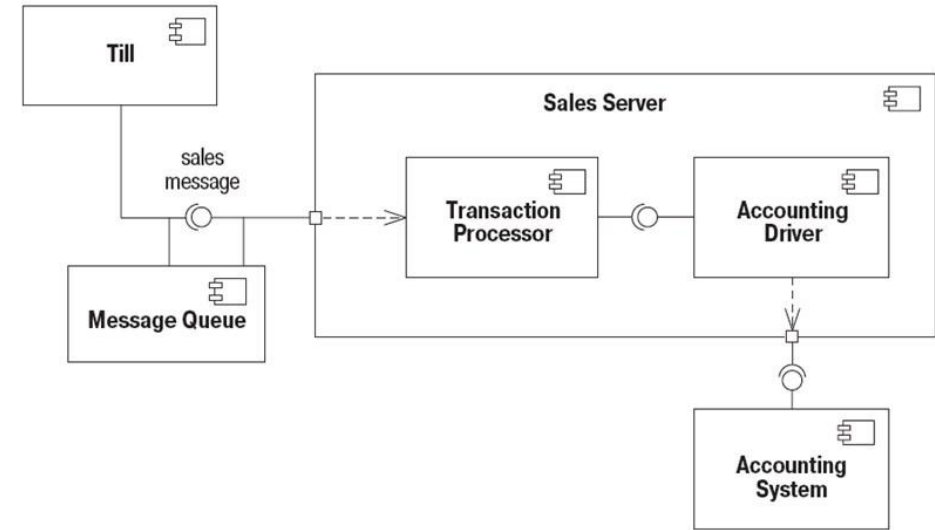 Till
sales
message
Sales Server
Transaction
Processor
Accounting
Driver
Message Queue
Accounting
System